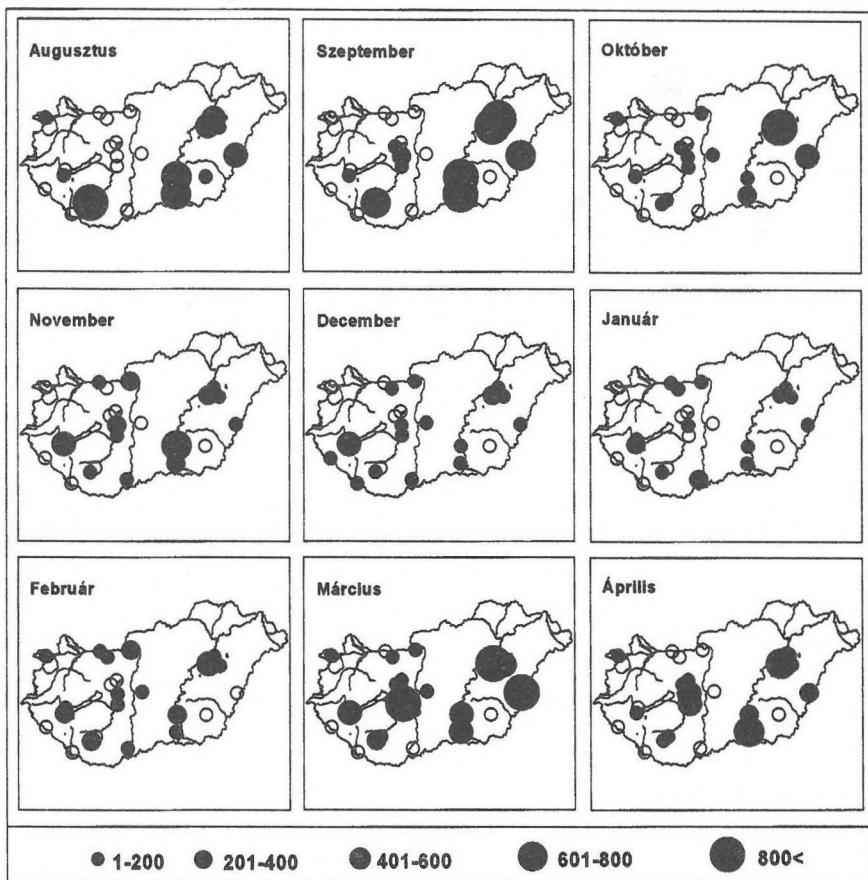 Augusztus
Szeptember
Október
November
December
Január
Február
Március
Április
1-200 201-400 401-600 601-800 800<